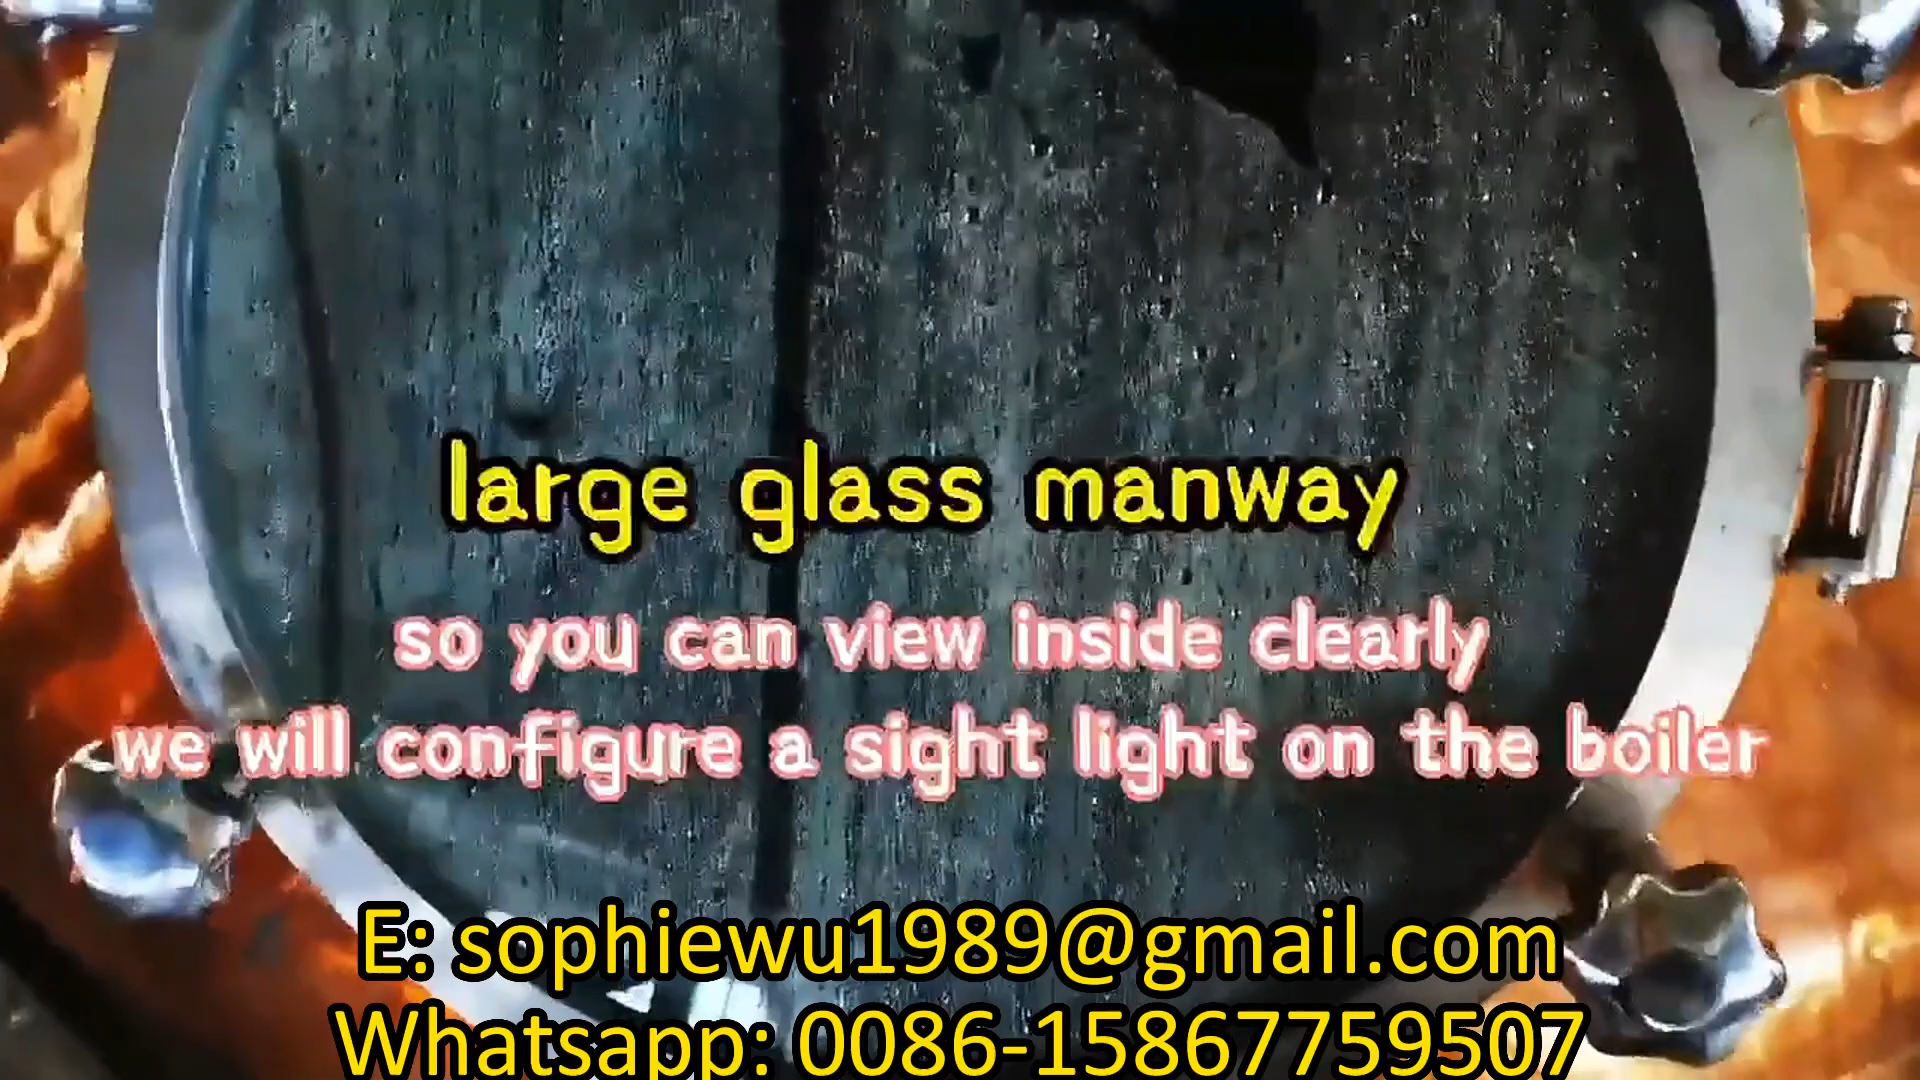 large glass manway
so you can view inside clearly
we will configure a sight light on the boiler
E: sophiewu1989@gmail.com
Whatsapp: 0086-15867759507